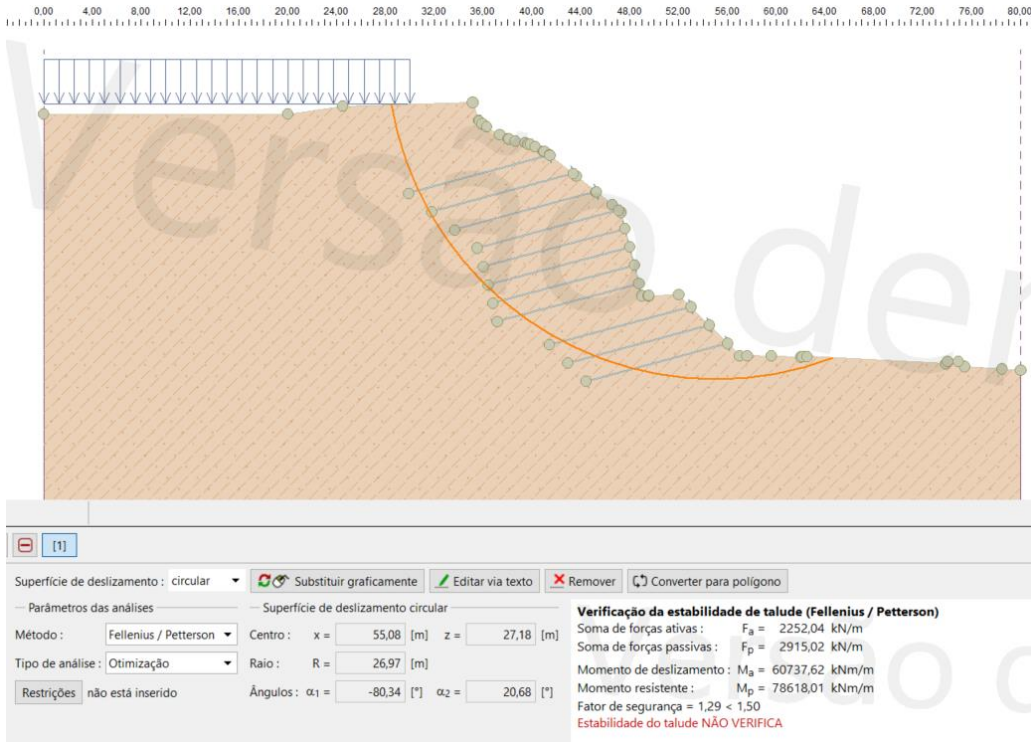 0,00 4,00 8,00 12,00 16,00 20,00 24,00 28,00 32,00 36,00 40,00 44,00 48,00 52,00 56,00 60,00 64,00 68,00 72,00 76,00 80,00
Versão der
[1]
Superfície de deslizamento : circular Substituir graficamente Editar via texto Remover Converter para polígono
Parâmetros das análises
Método : Fellenius / Petterson
Tipo de análise : Otimização
Restrições não está inserido
Superfície de deslizamento circular
Centro : x = 55,08 [m] z = 27,18 [m]
Raio : R = 26,97 [m]
Ângulos : α1 = -80,34 [°] α2 = 20,68 [°]
Verificação da estabilidade de talude (Fellenius / Petterson)
Soma de forças ativas : Fa = 2252,04 kN/m
Soma de forças passivas : Fp = 2915,02 kN/m
Momento de deslizamento : Ma = 60737,62 kNm/m
Momento resistente : Mp = 78618,01 kNm/m
Fator de segurança = 1,29 < 1,50
Estabilidade do talude NÃO VERIFICA
Versão d